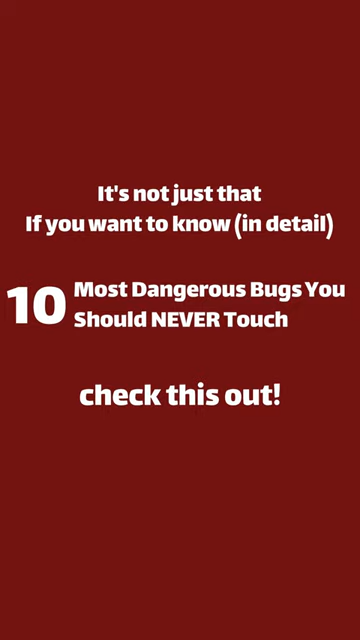 It's not just that
If you want to know (in detail)
10 Most Dangerous Bugs You
Should NEVER Touch
check this out!